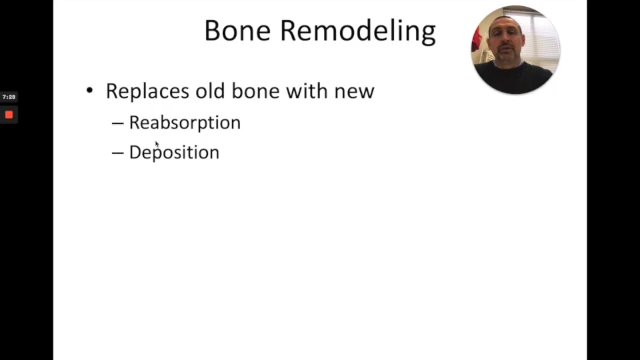 Bone Remodeling
• Replaces old bone with new
– Reabsorption
– Deposition
7:28